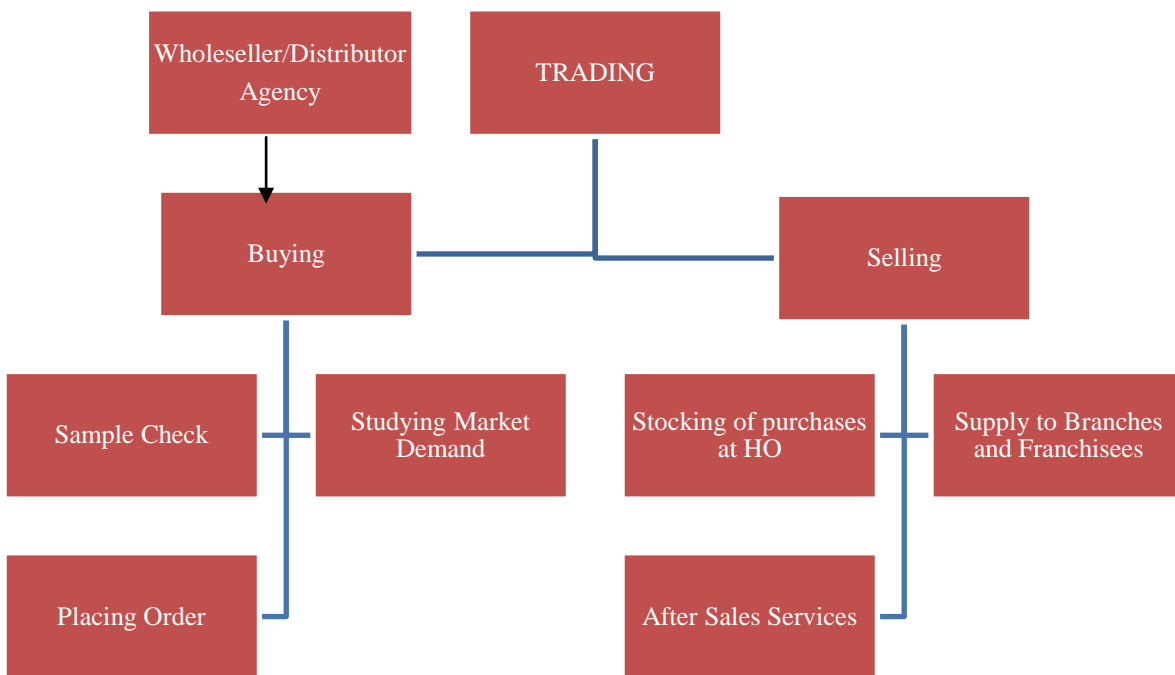 Wholeseller/Distributor
Agency
TRADING
Buying
Selling
Sample Check
Studying Market
Demand
Stocking of purchases
at HO
Supply to Branches
and Franchisees
Placing Order
After Sales Services